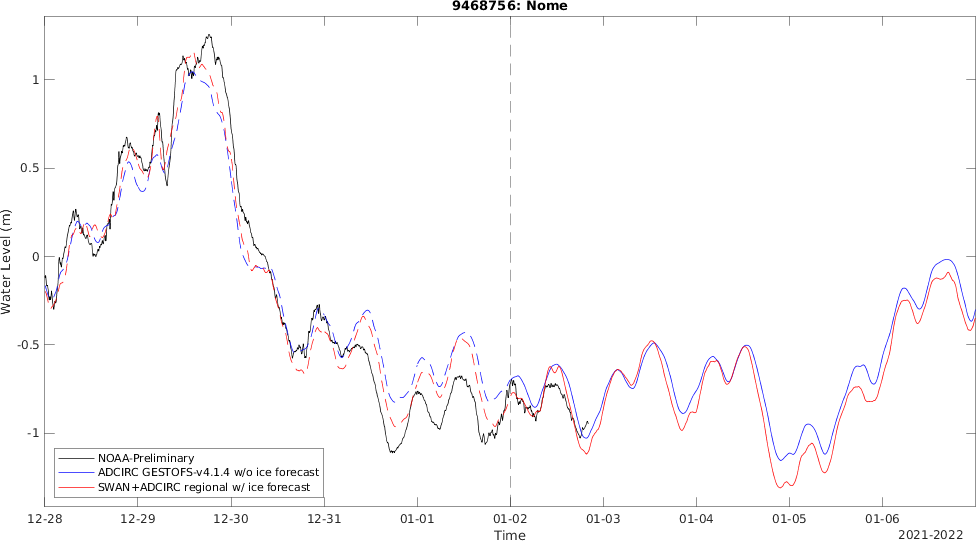 9468756: Nome
1
0.5
0
-0.5
-1
Water Level (m)
NOAA-Preliminary
ADCIRC GESTOFS-v4.1.4 w/o ice forecast
SWAN+ADCIRC regional w/ ice forecast
12-28 12-29 12-30 12-31 01-01 01-02 01-03 01-04 01-05 01-06
Time
2021-2022